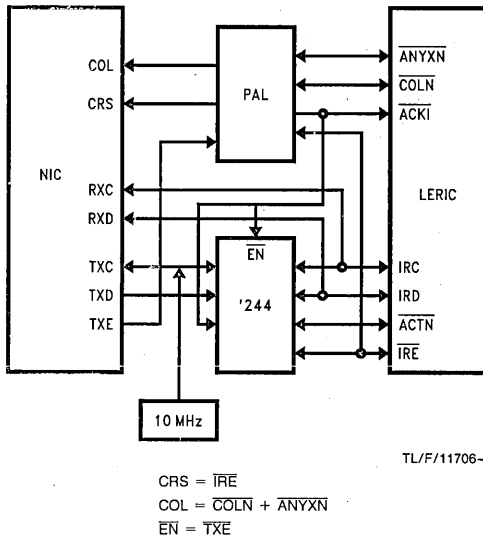 COL
CRS
NIC
RXC
RXD
TXC
TXD
TXE
PAL
EN
'244
10 MHz
ANYXN
COLN
ACKI
LERIC
IRC
IRD
ACTN
IRE
TL/F/11706-
CRS = IRE
COL = COLN + ANYXN
EN = TXE